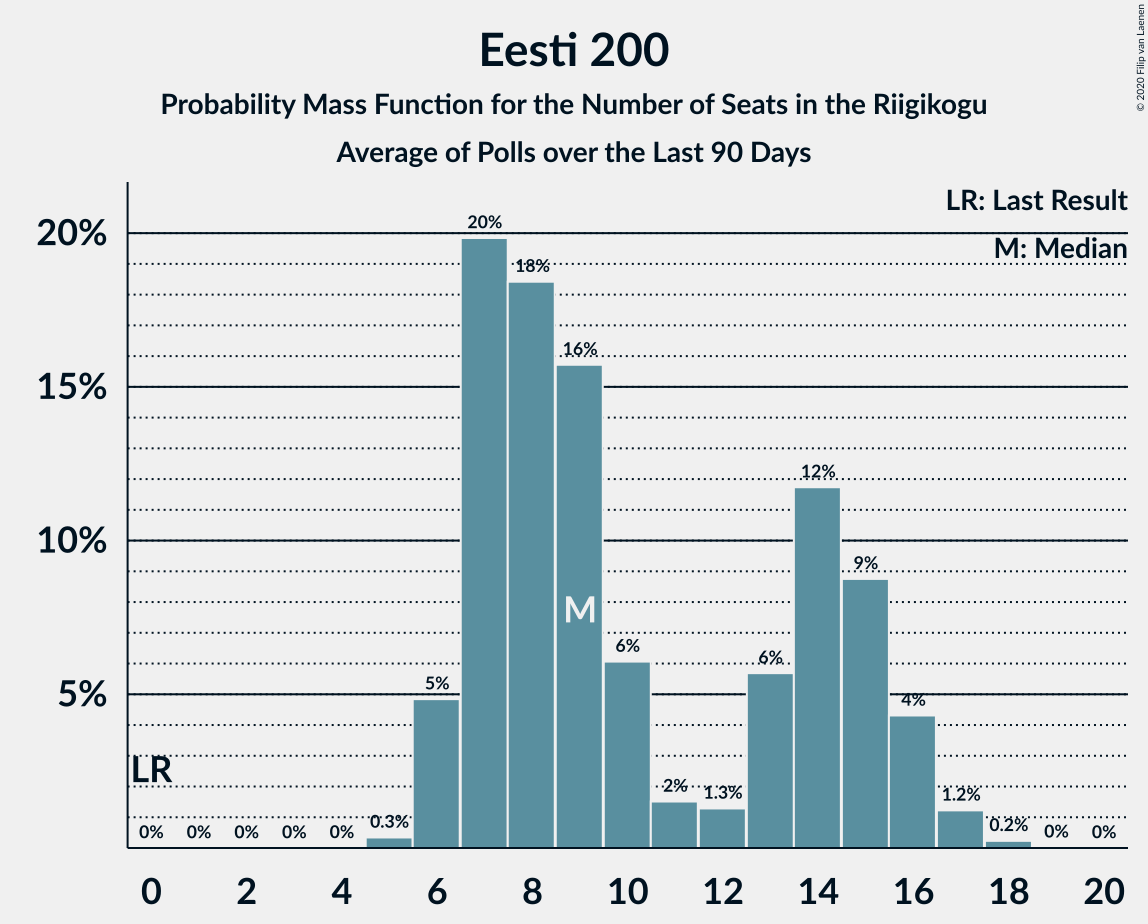 Eesti 200
Probability Mass Function for the Number of Seats in the Riigikogu
Average of Polls over the Last 90 Days
© 2020 Filip van Laenen
LR: Last Result
M: Median
20%
15%
10%
5%
LR
0%
0%
0%
0%
0%
0.3%
5%
20%
18%
16%
M
6%
2%
1.3%
6%
12%
9%
4%
1.2%
0.2%
0%
0%
0 2 4 6 8 10 12 14 16 18 20